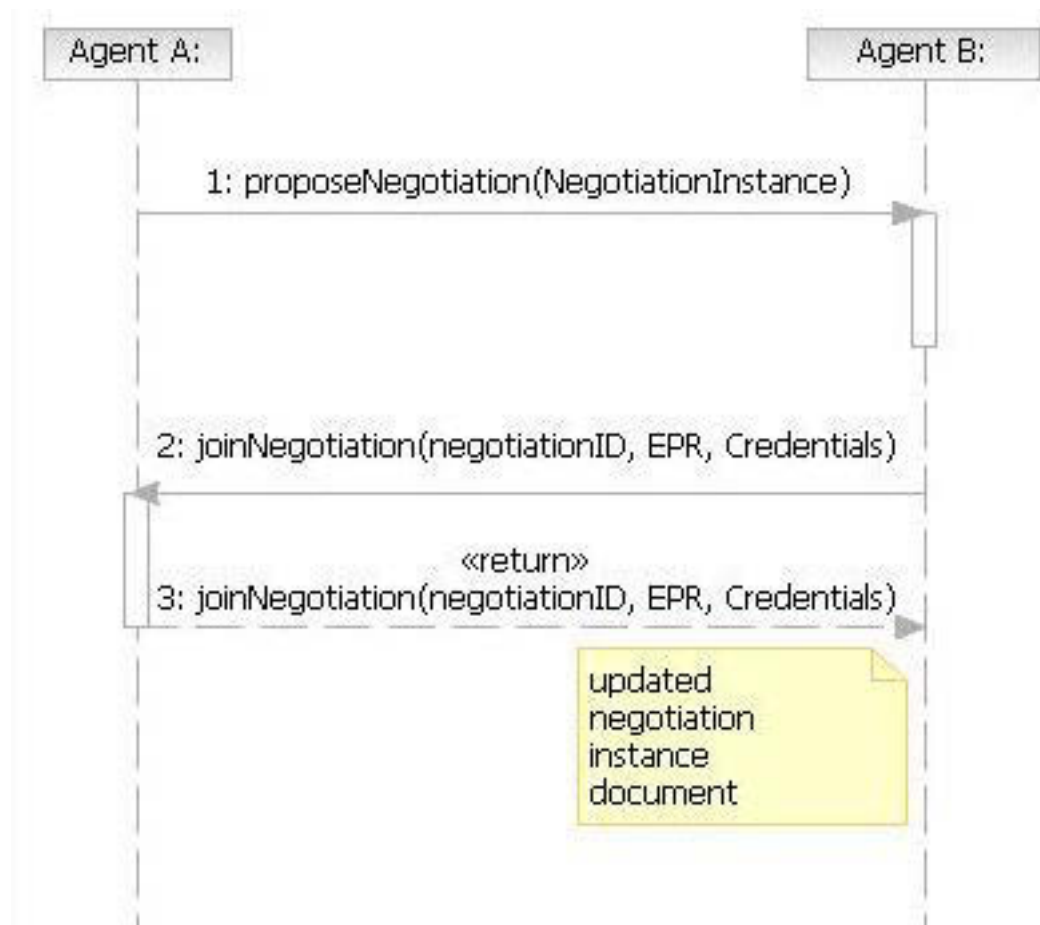 Agent A:
Agent B:
1: proposeNegotiation(NegotiationInstance)
2: joinNegotiation(negotiationID, EPR, Credentials)
«return»
3: joinNegotiation(negotiationID, EPR, Credentials)
updated
negotiation
instance
document